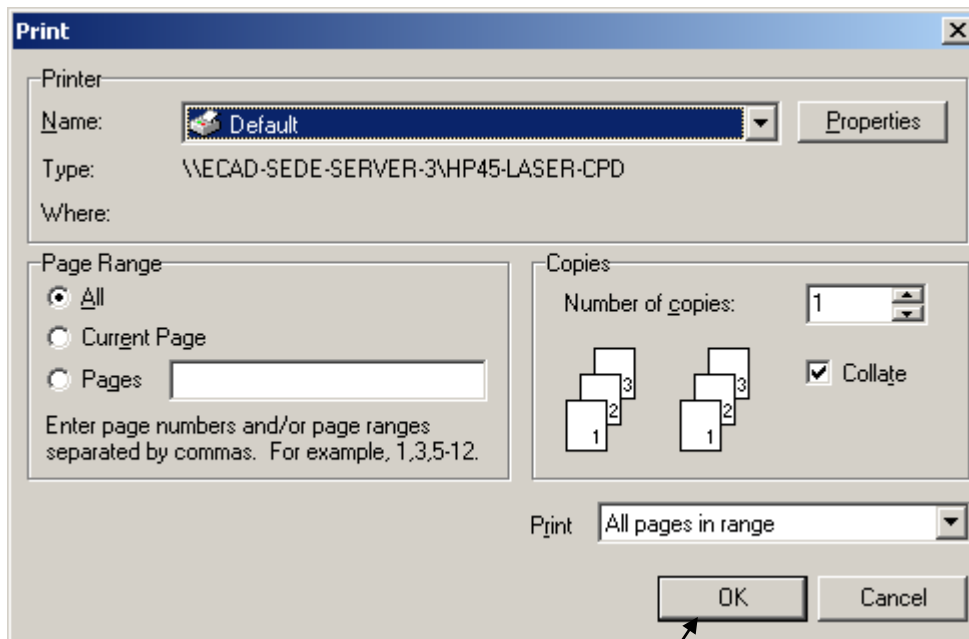 Print
Printer
Name: Default Properties
Type: \\ECAD-SEDE-SERVER-3\HP45-LASER-CPD
Where:
Page Range
All
Current Page
Pages
Enter page numbers and/or page ranges
separated by commas. For example, 1,3,5-12.
Copies
Number of copies: 1
1 2 3 1 2 3
Collate
Print All pages in range
OK Cancel